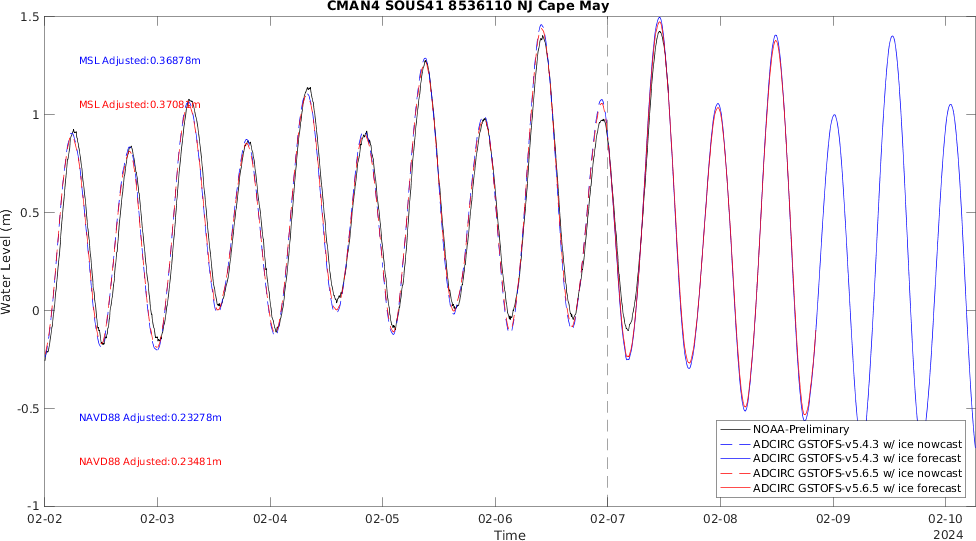 CMAN4 SOUS41 8536110 NJ Cape May
1.5
1
0.5
0
-0.5
-1
Water Level (m)
MSL Adjusted:0.36878m
MSL Adjusted:
NAVD88 Adjusted:0.23278m
NAVD88 Adjusted:0.23481m
NOAA-Preliminary
ADCIRC GSTOFS-v5.4.3 w/ ice nowcast
ADCIRC GSTOFS-v5.4.3 w/ ice forecast
ADCIRC GSTOFS-v5.6.5 w/ ice nowcast
ADCIRC GSTOFS-v5.6.5 w/ ice forecast
02-02 02-03 02-04 02-05 02-06 02-07 02-08 02-09 02-10
2024
Time